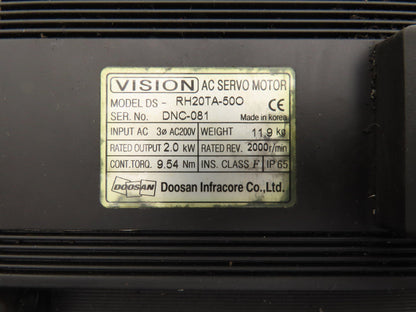 VISION AC SERVO MOTOR
MODEL DS - RH20TA-50O
SER. No. DNC-081 Made in korea CE
INPUT AC 3ø AC200V WEIGHT 11.9 kg
RATED OUTPUT 2.0 kW RATED REV. 2000r/min
CONT.TORQ. 9.54 Nm INS. CLASS F IP 65
DOOSAN Doosan Infracore Co., Ltd.